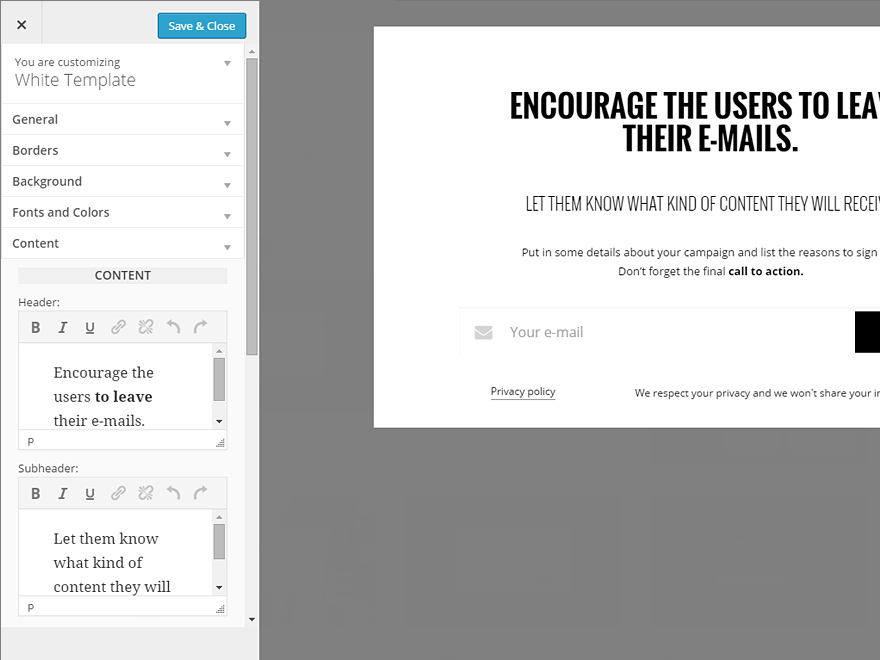 ×
Save & Close
You are customizing
White Template
General
Borders
Background
Fonts and Colors
Content
CONTENT
Header:
B I U
Encourage the
users to leave
their e-mails.
P
Subheader:
B I U
Let them know
what kind of
content they will
P
ENCOURAGE THE USERS TO LEAV
THEIR E-MAILS.
LET THEM KNOW WHAT KIND OF CONTENT THEY WILL RECEI
Put in some details about your campaign and list the reasons to sign
Don't forget the final call to action.
Your e-mail
Privacy policy
We respect your privacy and we won't share your in